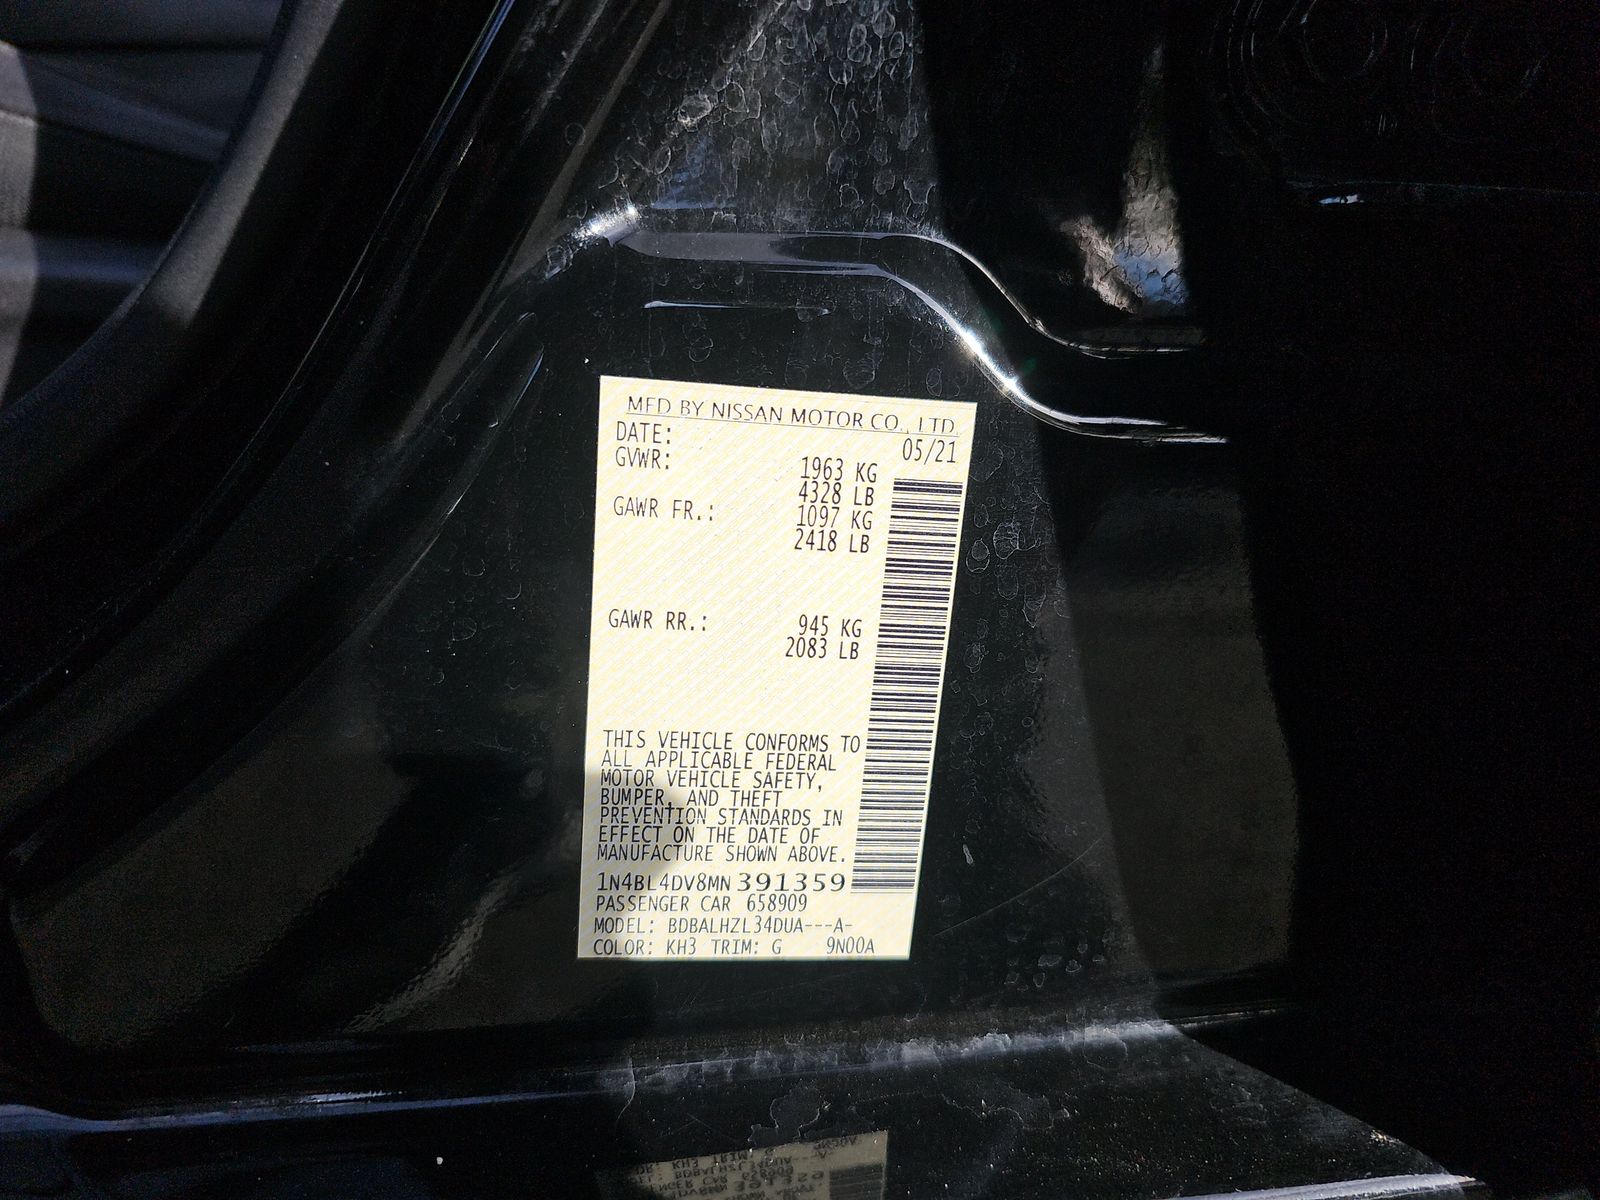 MFD BY NISSAN MOTOR CO., LTD.
DATE: 05/21
GVWR: 1963 KG
4328 LB
GAWR FR.: 1097 KG
2418 LB
GAWR RR.: 945 KG
2083 LB
THIS VEHICLE CONFORMS TO
ALL APPLICABLE FEDERAL
MOTOR VEHICLE SAFETY,
BUMPER, AND THEFT
PREVENTION STANDARDS IN
EFFECT ON THE DATE OF
MANUFACTURE SHOWN ABOVE.
1N4BL4DV8MN391359
PASSENGER CAR 658909
MODEL: BDBALHZL34DUA---A-
COLOR: KH3 TRIM: G 9N00A